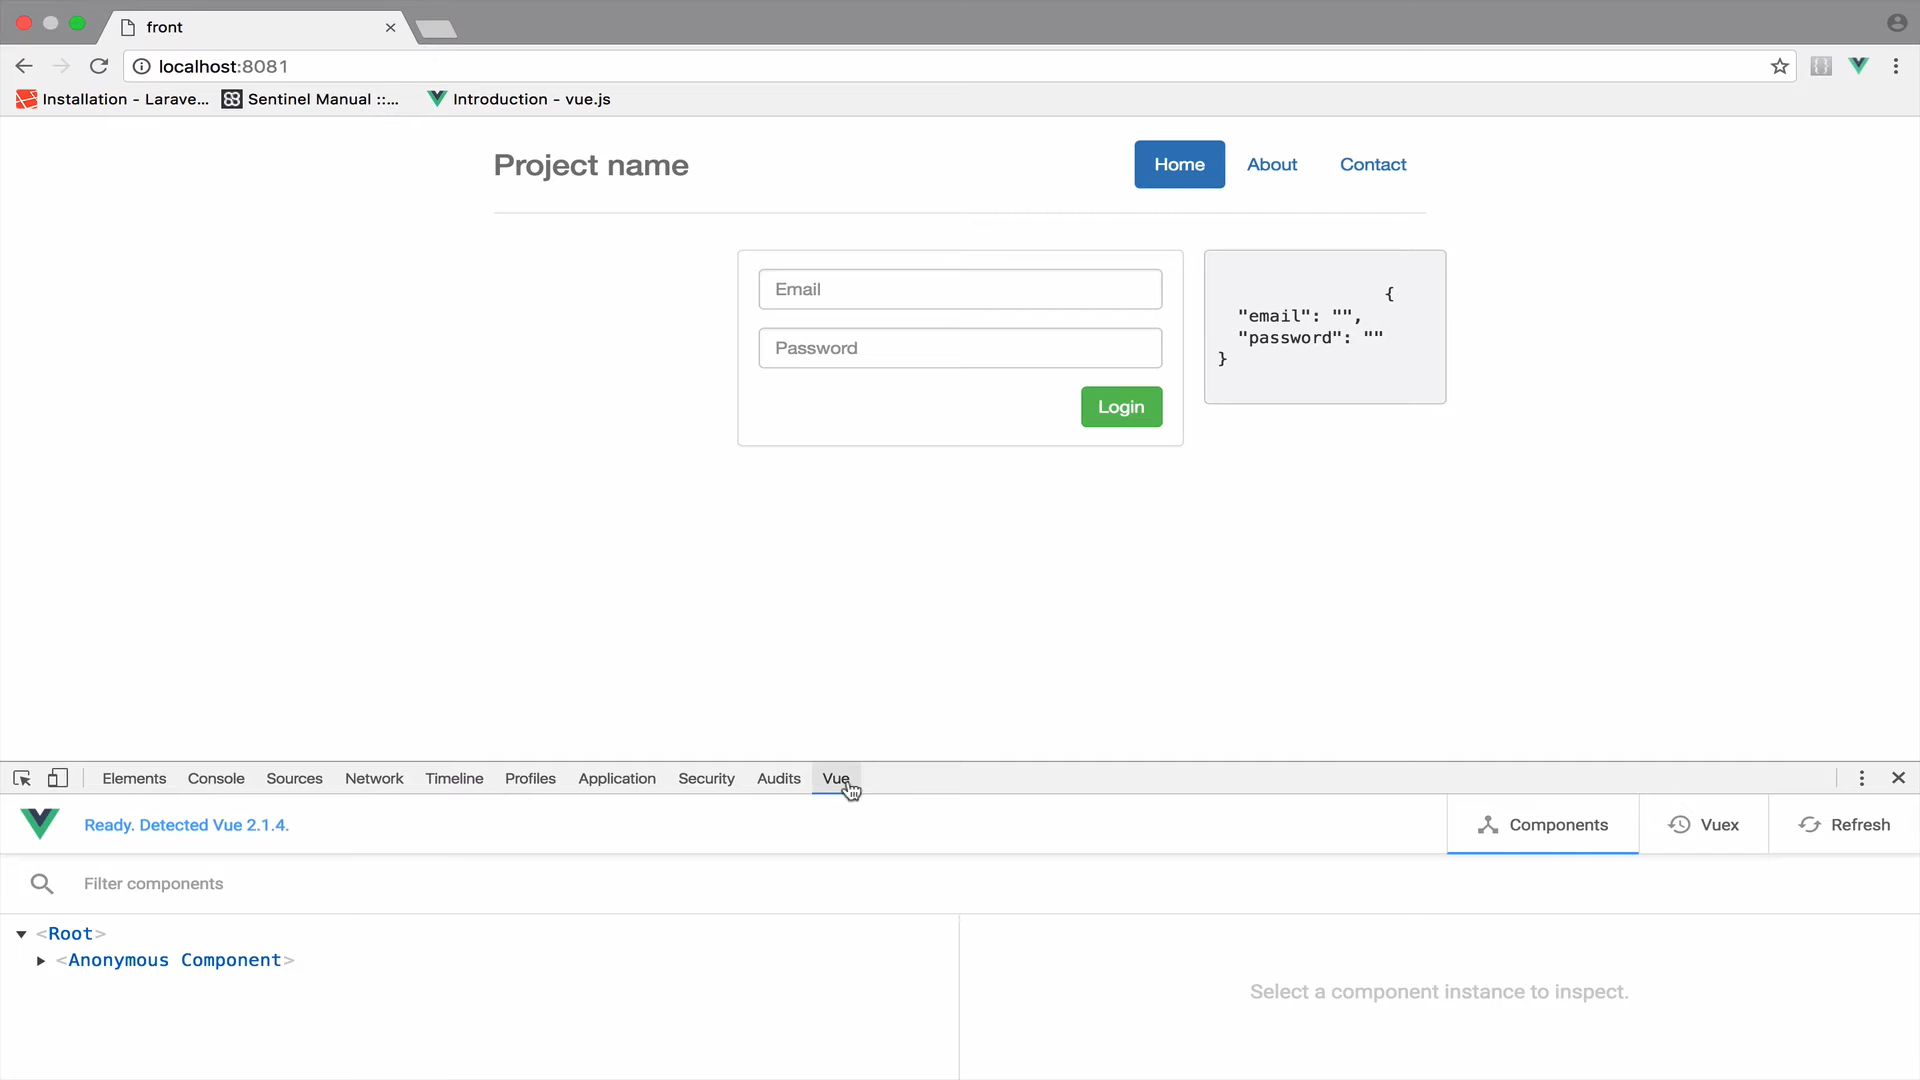 front
localhost:8081
Installation - Larave... Sentinel Manual ::... Introduction - vue.js
Project name Home About Contact
Email
Password
Login
{
"email": "",
"password": ""
}
Elements Console Sources Network Timeline Profiles Application Security Audits Vue
Ready. Detected Vue 2.1.4. Components Vuex Refresh
Filter components
<Root>
<Anonymous Component>
Select a component instance to inspect.